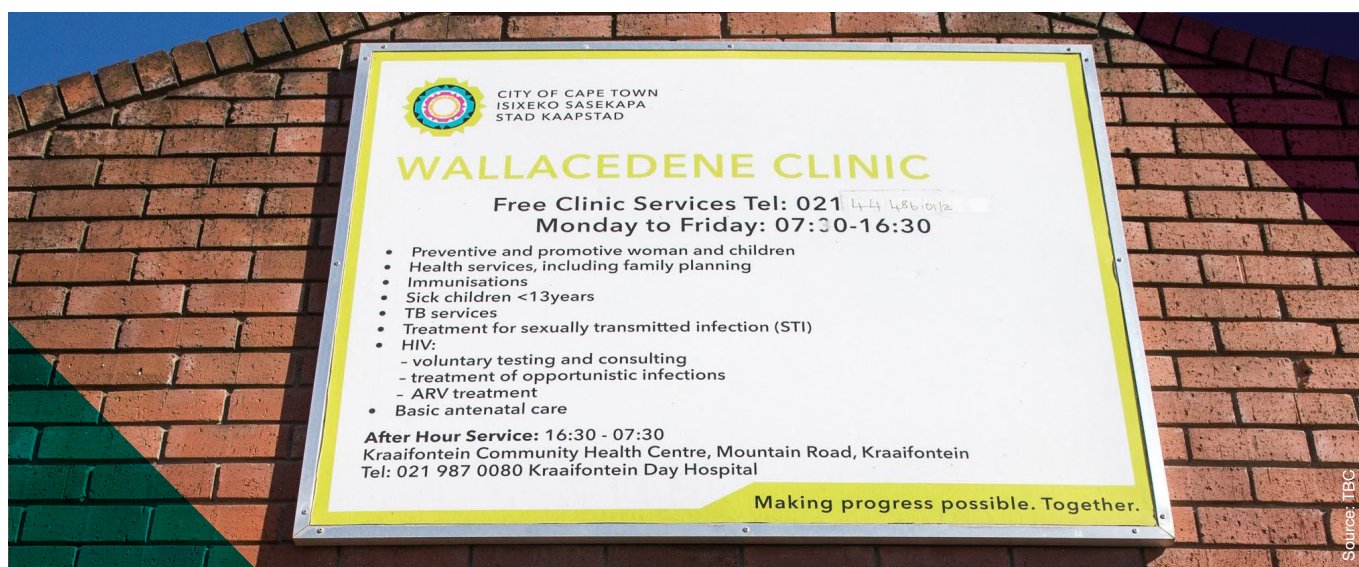 CITY OF CAPE TOWN
ISIXEKO SASEKAPA
STAD KAAPSTAD
WALLACEDENE CLINIC
Free Clinic Services Tel: 021 44 486 01/2
Monday to Friday: 07:30-16:30
• Preventive and promotive woman and children
• Health services, including family planning
• Immunisations
• Sick children <13years
• TB services
• Treatment for sexually transmitted infection (STI)
• HIV:
– voluntary testing and consulting
– treatment of opportunistic infections
– ARV treatment
• Basic antenatal care
After Hour Service: 16:30 - 07:30
Kraaifontein Community Health Centre, Mountain Road, Kraaifontein
Tel: 021 987 0080 Kraaifontein Day Hospital
Making progress possible. Together.
Source: TBC